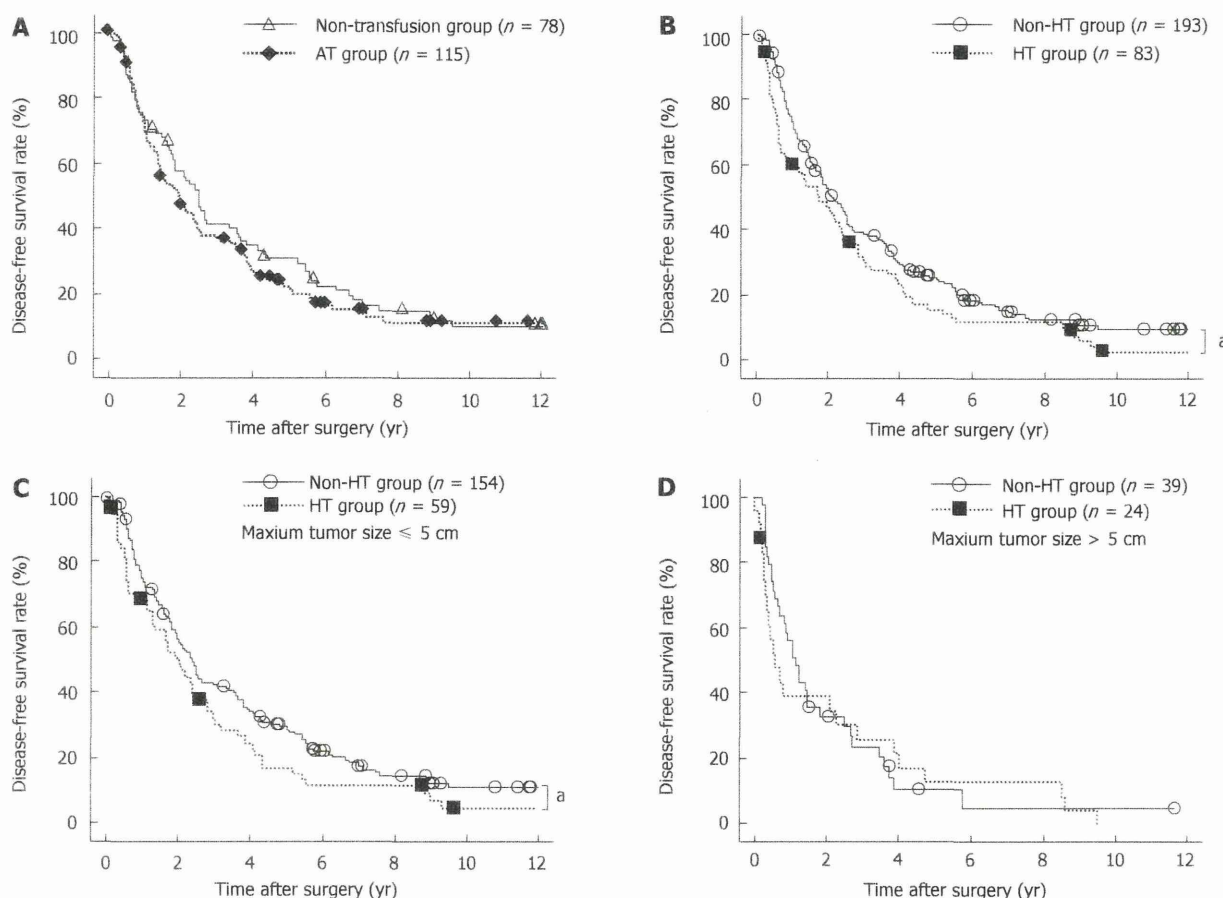 A
Non-transfusion group (n = 78)
AT group (n = 115)
Disease-free survival rate (%)
100
80
60
40
20
0
0 2 4 6 8 10 12
Time after surgery (yr)
B
Non-HT group (n = 193)
HT group (n = 83)
Disease-free survival rate (%)
100
80
60
40
20
0
a
0 2 4 6 8 10 12
Time after surgery (yr)
C
Non-HT group (n = 154)
HT group (n = 59)
Maxium tumor size ≤ 5 cm
Disease-free survival rate (%)
100
80
60
40
20
0
a
0 2 4 6 8 10 12
Time after surgery (yr)
D
Non-HT group (n = 39)
HT group (n = 24)
Maxium tumor size > 5 cm
Disease-free survival rate (%)
100
80
60
40
20
0
0 2 4 6 8 10 12
Time after surgery (yr)